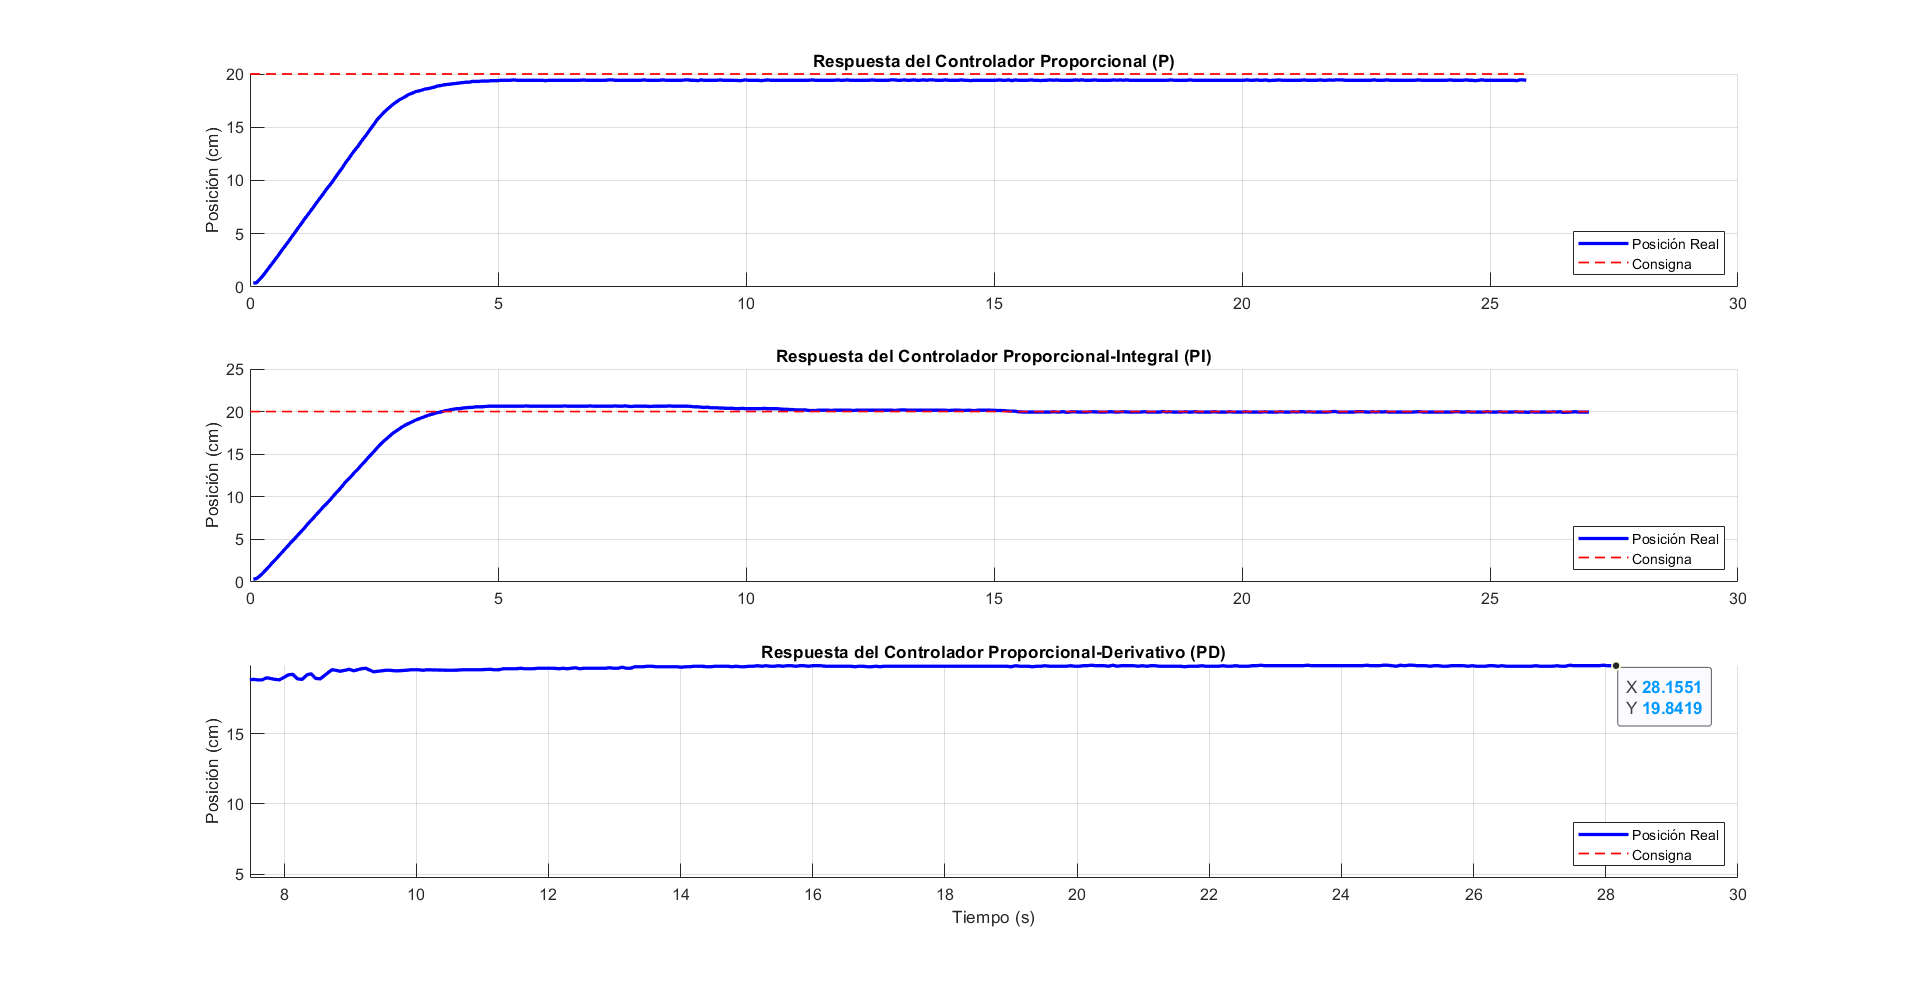 Respuesta del Controlador Proporcional (P)
20
15
10
5
0
Posición (cm)
0 5 10 15 20 25 30
Posición Real
Consigna
Respuesta del Controlador Proporcional-Integral (PI)
25
20
15
10
5
0
Posición (cm)
0 5 10 15 20 25 30
Posición Real
Consigna
Respuesta del Controlador Proporcional-Derivativo (PD)
15
10
5
Posición (cm)
X 28.1551
Y 19.8419
Posición Real
Consigna
8 10 12 14 16 18 20 22 24 26 28 30
Tiempo (s)